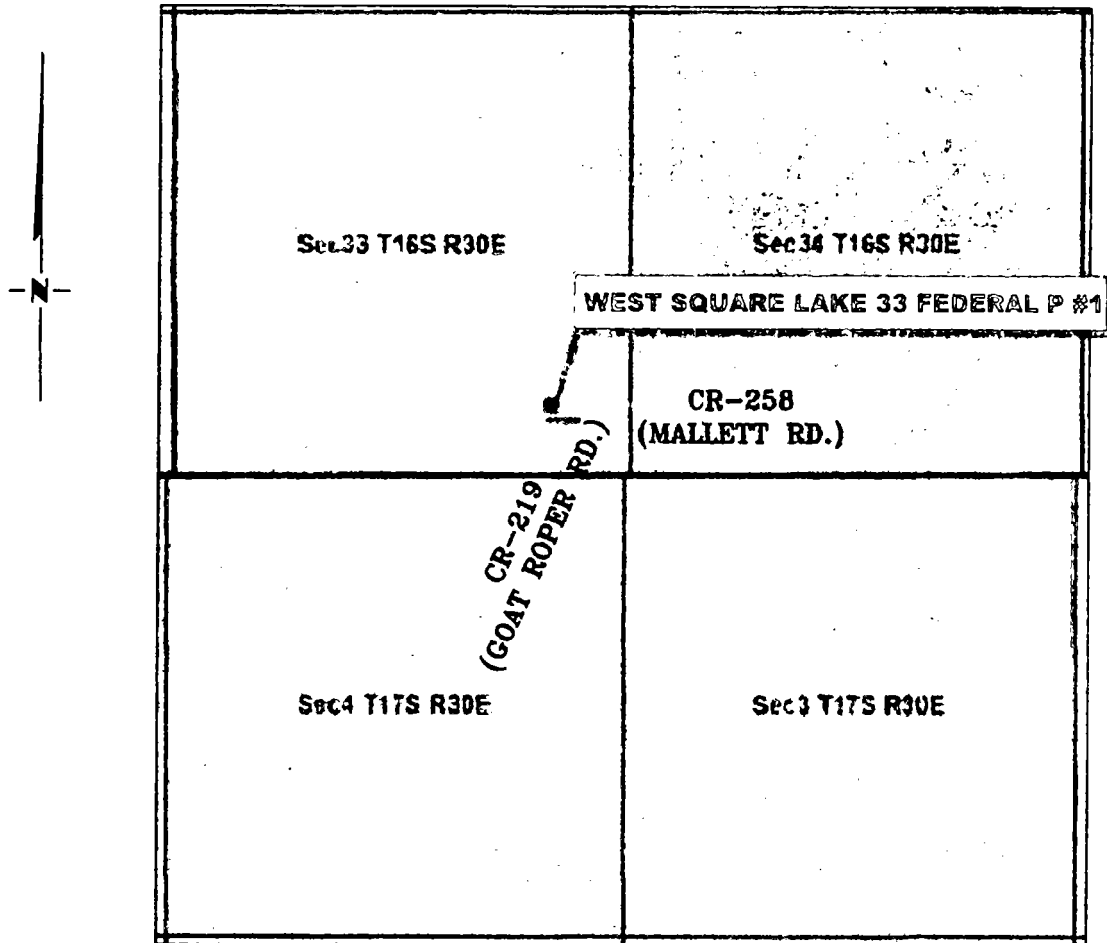 Sec33 T16S R30E
Sec34 T16S R30E
N
WEST SQUARE LAKE 33 FEDERAL P #1
CR-258
(MALLETT RD.)
CR-219
(GOAT ROPER RD.)
Sec4 T17S R30E
Sec3 T17S R30E